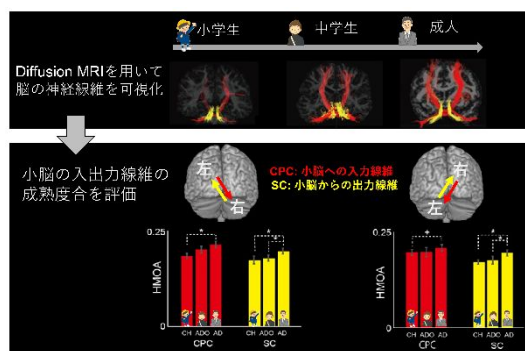 小学生
中学生
成人
Diffusion MRIを用いて
脳の神経線維を可視化
小脳の入出力線維の
成熟度合を評価
左
右
CPC: 小脳への入力線維
SC: 小脳からの出力線維
右
左
0.25
HMOA
0
*
*
*
CH ADO AD
CH ADO AD
CPC
SC
0.25
HMOA
0
*
*
CH ADO AD
CH ADO AD
CPC
SC